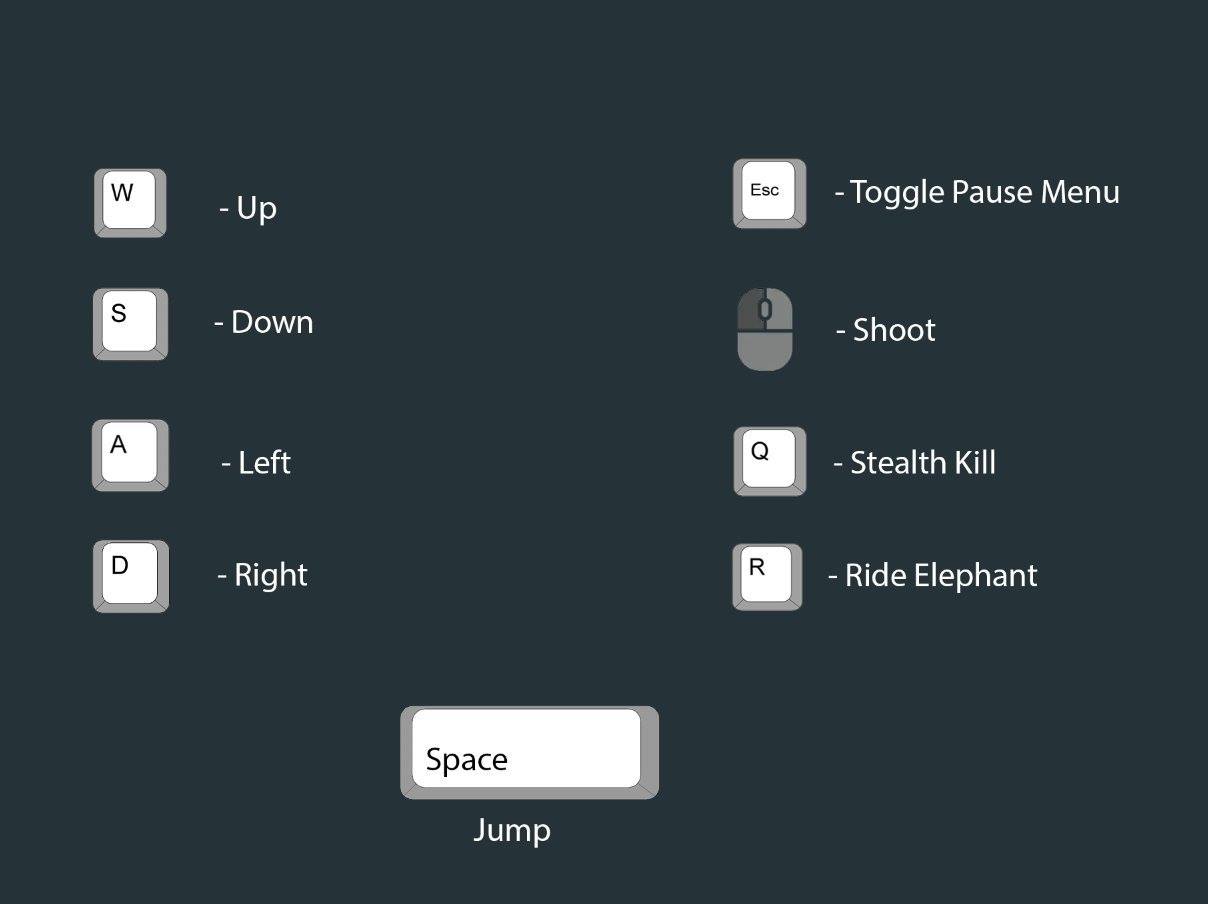 W - Up
S - Down
A - Left
D - Right
Esc - Toggle Pause Menu
- Shoot
Q - Stealth Kill
R - Ride Elephant
Space
Jump